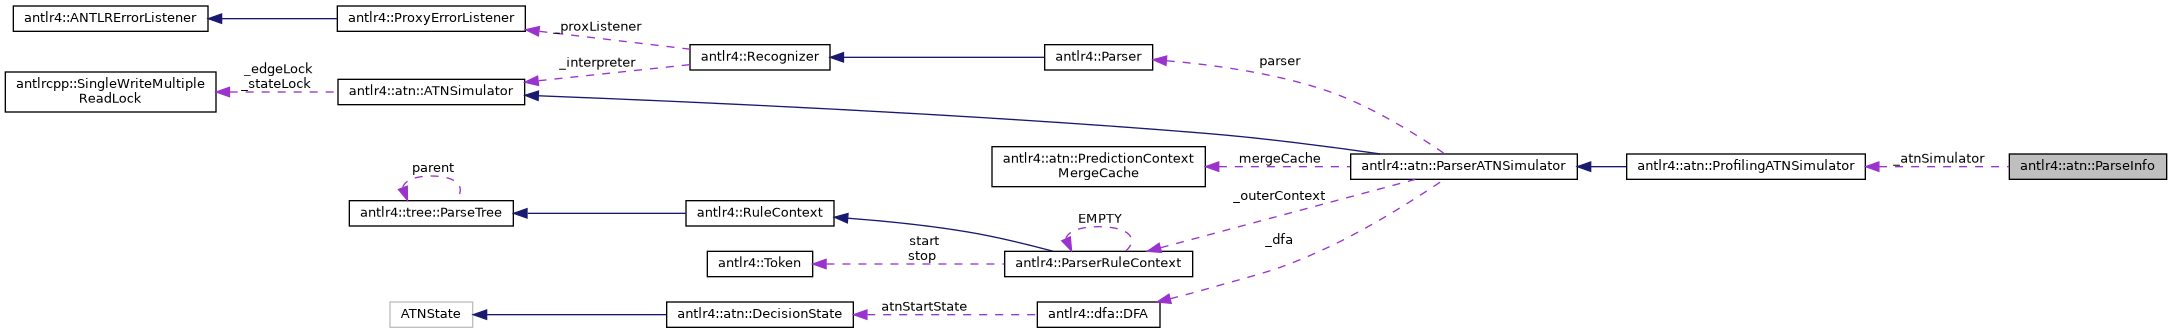 antlr4::ANTLRErrorListener
antlr4::ProxyErrorListener
_proxListener
antlr4::Recognizer
antlr4::Parser
_interpreter
parser
_edgeLock
_stateLock
antlrcpp::SingleWriteMultiple
ReadLock
antlr4::atn::ATNSimulator
antlr4::atn::PredictionContext
MergeCache
mergeCache
antlr4::atn::ParserATNSimulator
antlr4::atn::ProfilingATNSimulator
_atnSimulator
antlr4::atn::ParseInfo
parent
antlr4::tree::ParseTree
antlr4::RuleContext
EMPTY
_outerContext
start
stop
antlr4::Token
antlr4::ParserRuleContext
_dfa
ATNState
antlr4::atn::DecisionState
atnStartState
antlr4::dfa::DFA